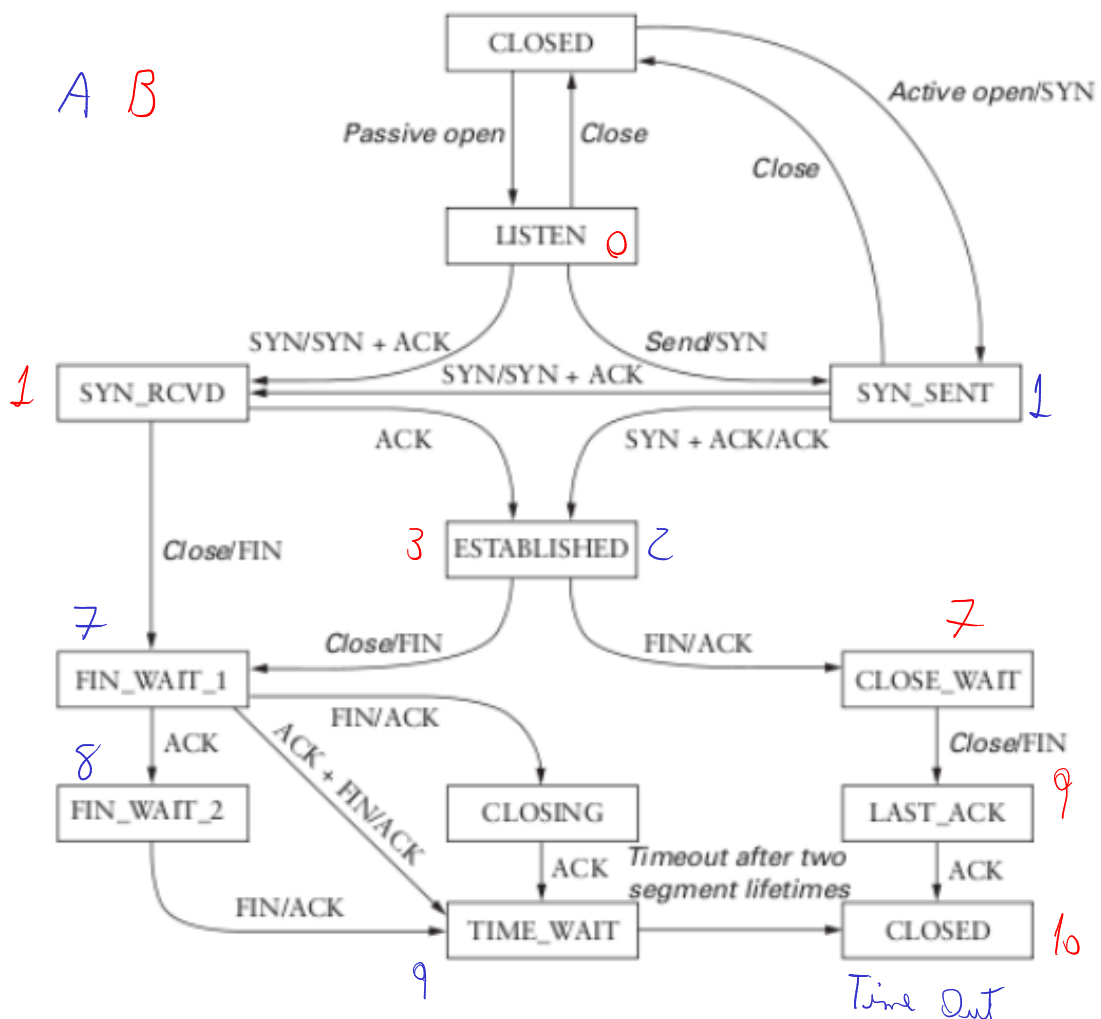 CLOSED
A B
Active open/SYN
Passive open
Close
Close
LISTEN
0
SYN/SYN + ACK
Send/SYN
SYN/SYN + ACK
1
SYN_RCVD
SYN_SENT
1
ACK
SYN + ACK/ACK
3
ESTABLISHED
2
Close/FIN
7
Close/FIN
FIN/ACK
7
FIN_WAIT_1
CLOSE_WAIT
FIN/ACK
ACK
ACK + FIN/ACK
Close/FIN
8
FIN_WAIT_2
CLOSING
LAST_ACK
9
ACK
Timeout after two
segment lifetimes
ACK
FIN/ACK
TIME_WAIT
CLOSED
10
9
Time Out